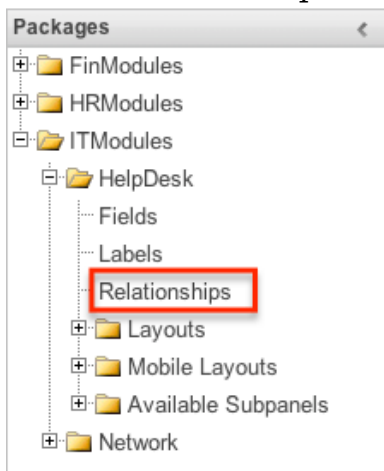 Packages
FinModules
HRModules
ITModules
HelpDesk
Fields
Labels
Relationships
Layouts
Mobile Layouts
Available Subpanels
Network